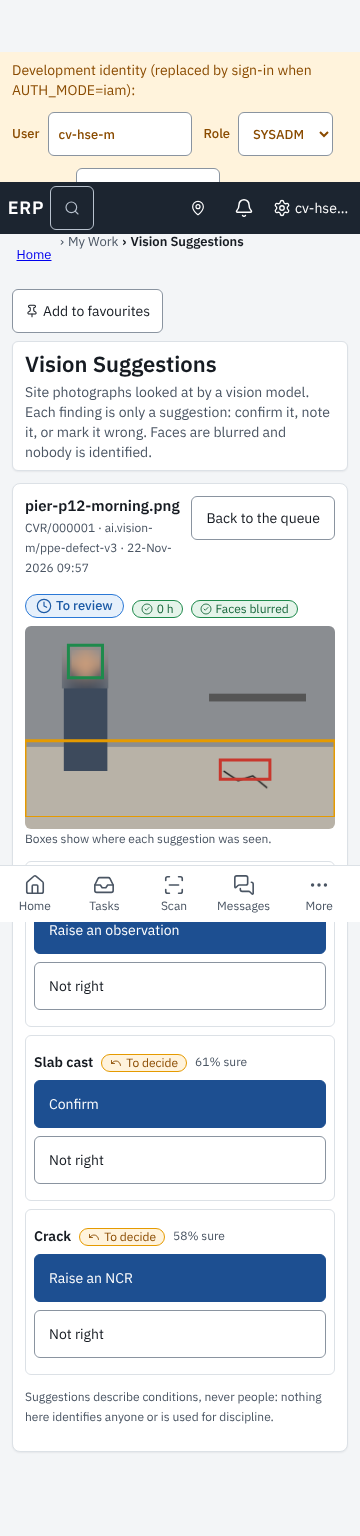 Development identity (replaced by sign-in when
AUTH_MODE=iam):
User cv-hse-m Role SYSADM
ERP cv-hse...
Home › My Work › Vision Suggestions
Add to favourites
Vision Suggestions
Site photographs looked at by a vision model.
Each finding is only a suggestion: confirm it, note
it, or mark it wrong. Faces are blurred and
nobody is identified.
pier-p12-morning.png Back to the queue
CVR/000001 · ai.vision-
m/ppe-defect-v3 · 22-Nov-
2026 09:57
To review 0 h Faces blurred
Boxes show where each suggestion was seen.
Home Tasks Scan Messages More
Raise an observation
Not right
Slab cast To decide 61% sure
Confirm
Not right
Crack To decide 58% sure
Raise an NCR
Not right
Suggestions describe conditions, never people: nothing
here identifies anyone or is used for discipline.